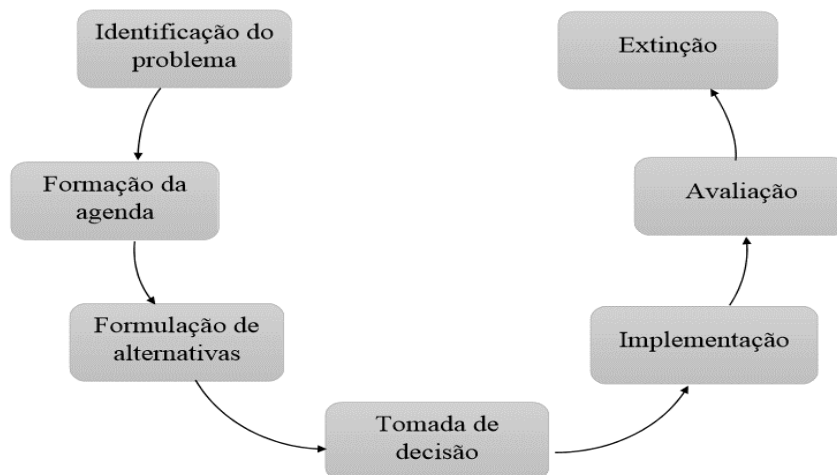 Identificação do
problema
Formação da
agenda
Formulação de
alternativas
Tomada de
decisão
Implementação
Avaliação
Extinção